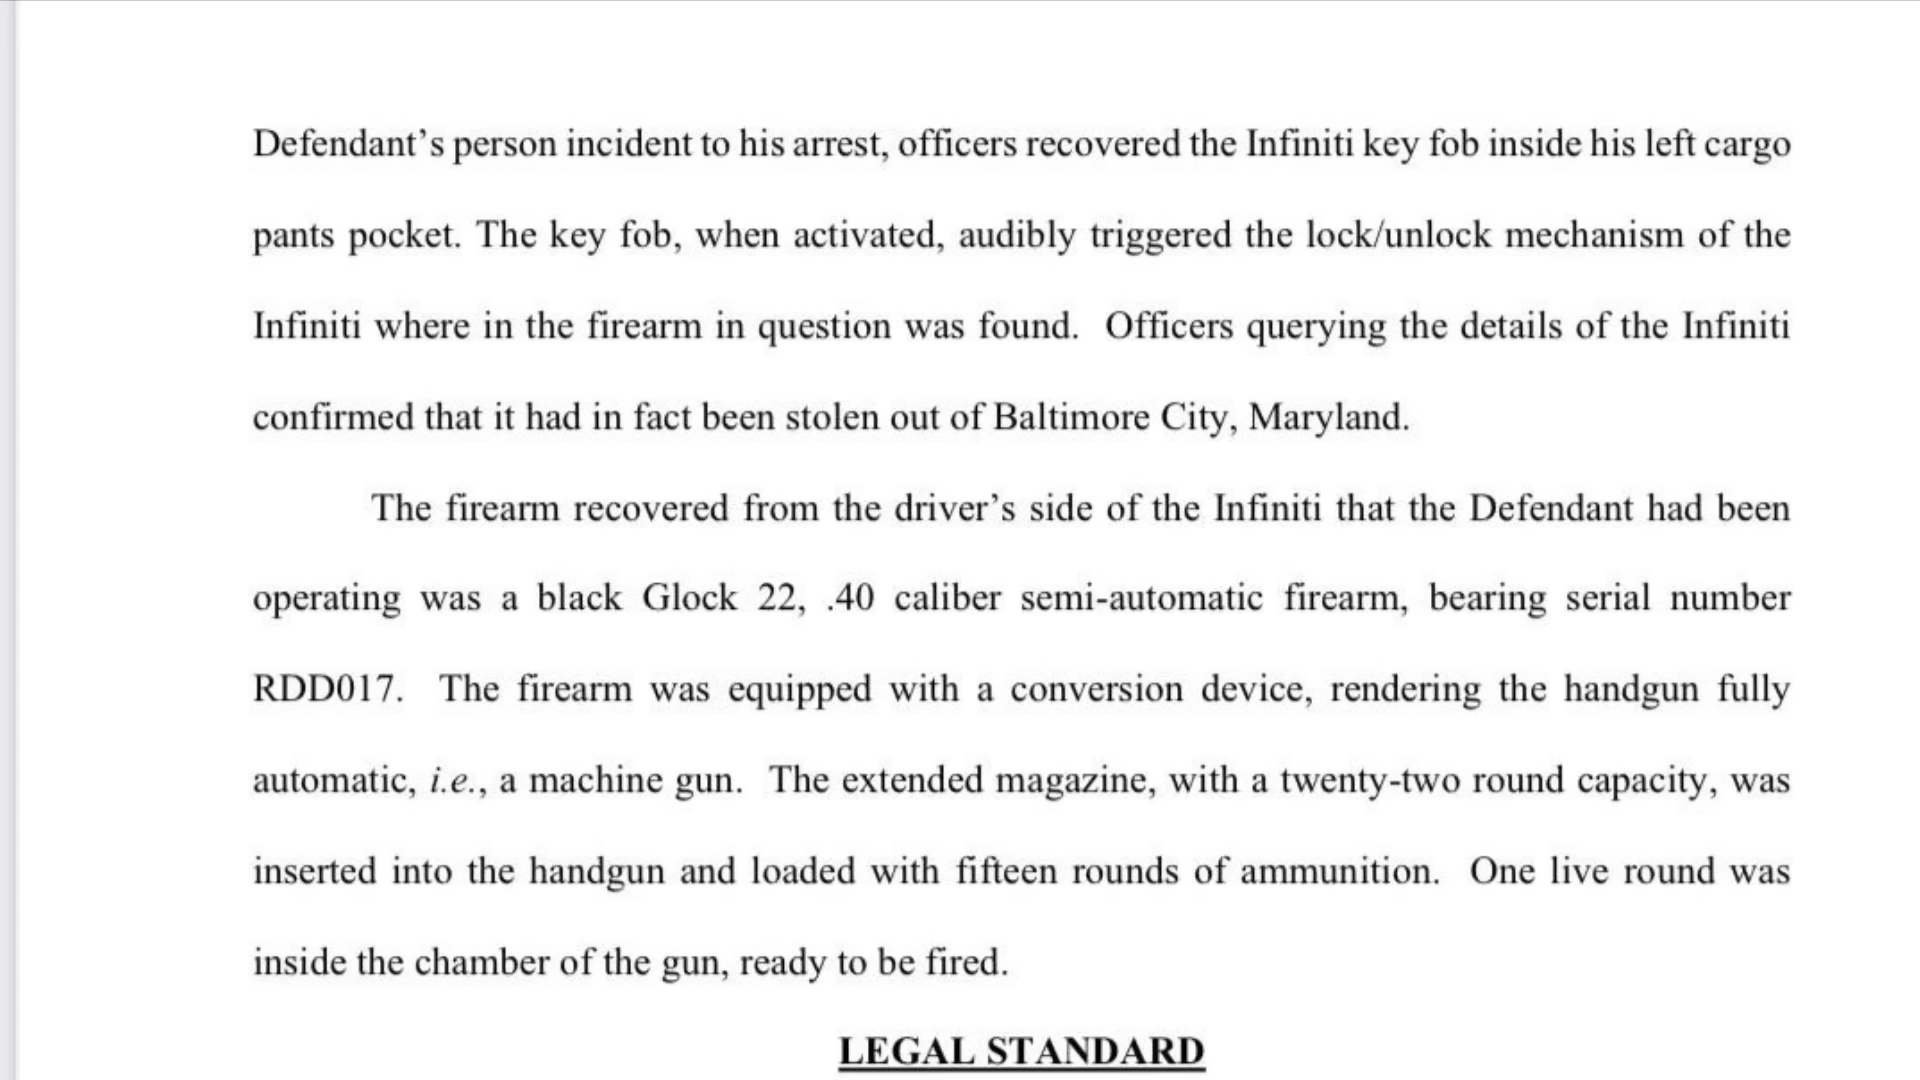 Defendant’s person incident to his arrest, officers recovered the Infiniti key fob inside his left cargo
pants pocket. The key fob, when activated, audibly triggered the lock/unlock mechanism of the
Infiniti where in the firearm in question was found.  Officers querying the details of the Infiniti
confirmed that it had in fact been stolen out of Baltimore City, Maryland.
The firearm recovered from the driver’s side of the Infiniti that the Defendant had been
operating was a black Glock 22, .40 caliber semi-automatic firearm, bearing serial number
RDD017.  The firearm was equipped with a conversion device, rendering the handgun fully
automatic, i.e., a machine gun.  The extended magazine, with a twenty-two round capacity, was
inserted into the handgun and loaded with fifteen rounds of ammunition.  One live round was
inside the chamber of the gun, ready to be fired.
LEGAL STANDARD